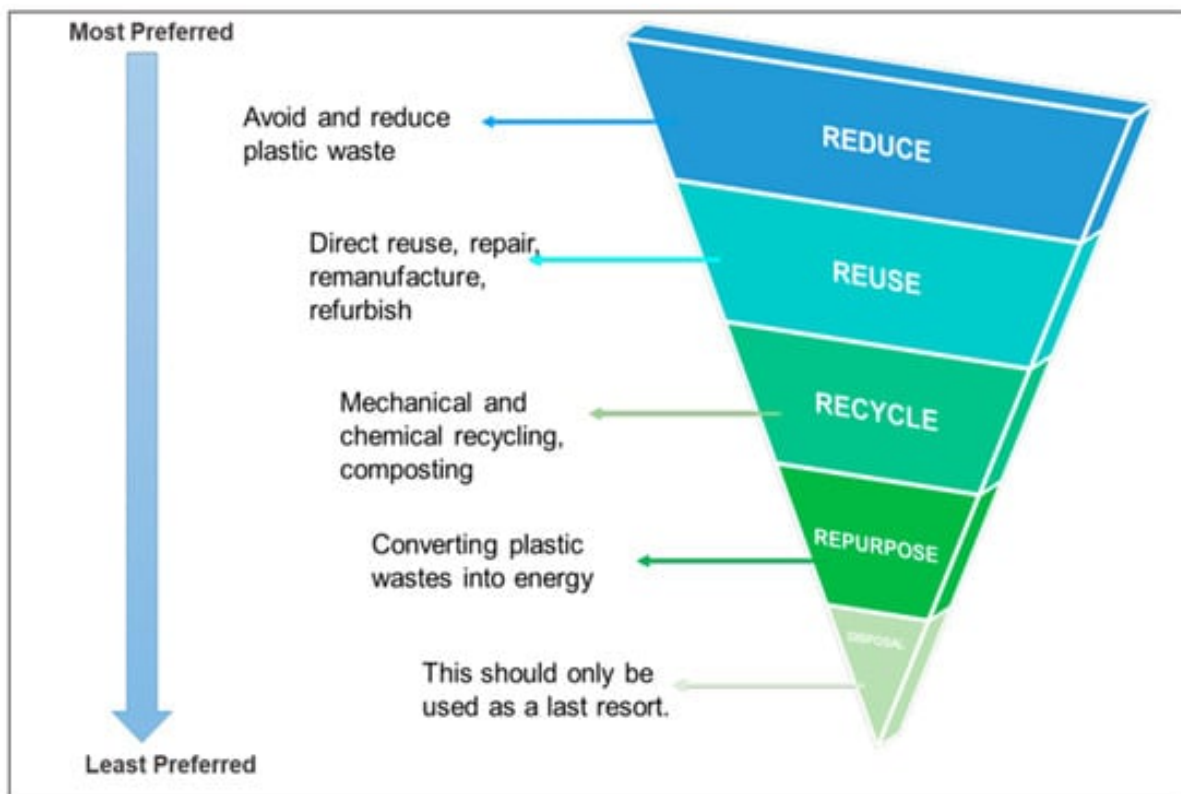 Most Preferred
Avoid and reduce
plastic waste
REDUCE
Direct reuse, repair,
remanufacture,
refurbish
REUSE
Mechanical and
chemical recycling,
composting
RECYCLE
Converting plastic
wastes into energy
REPURPOSE
This should only be
used as a last resort.
DISPOSAL
Least Preferred